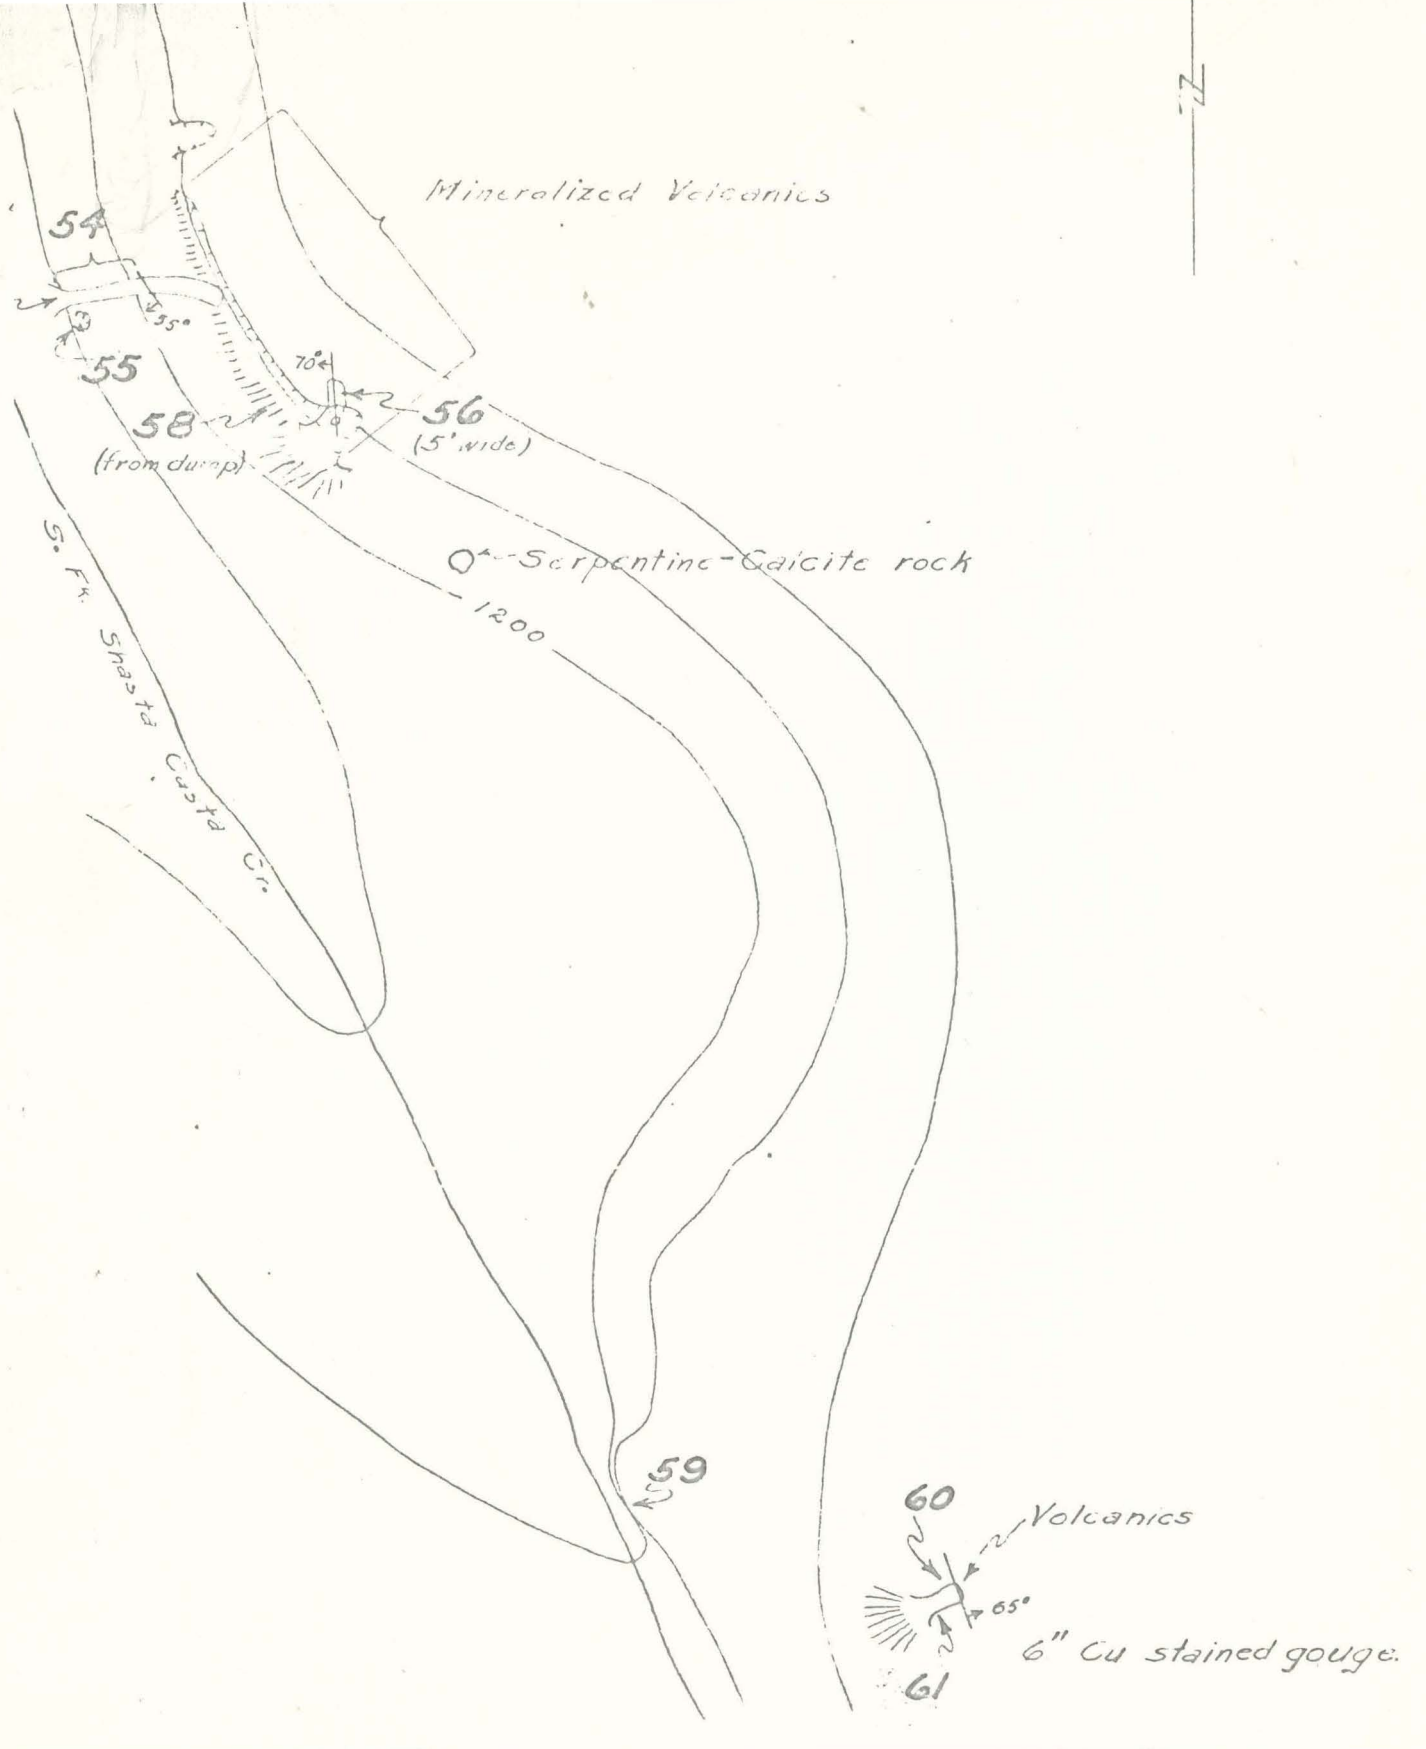 N
Mineralized Volcanics
54
55°
55
70°
56
(5' wide)
58
(from dump)
Serpentine-Calcite rock
1200
S. Fk. Shasta Custa Cr.
59
60
Volcanics
65°
6" Cu stained gouge.
61